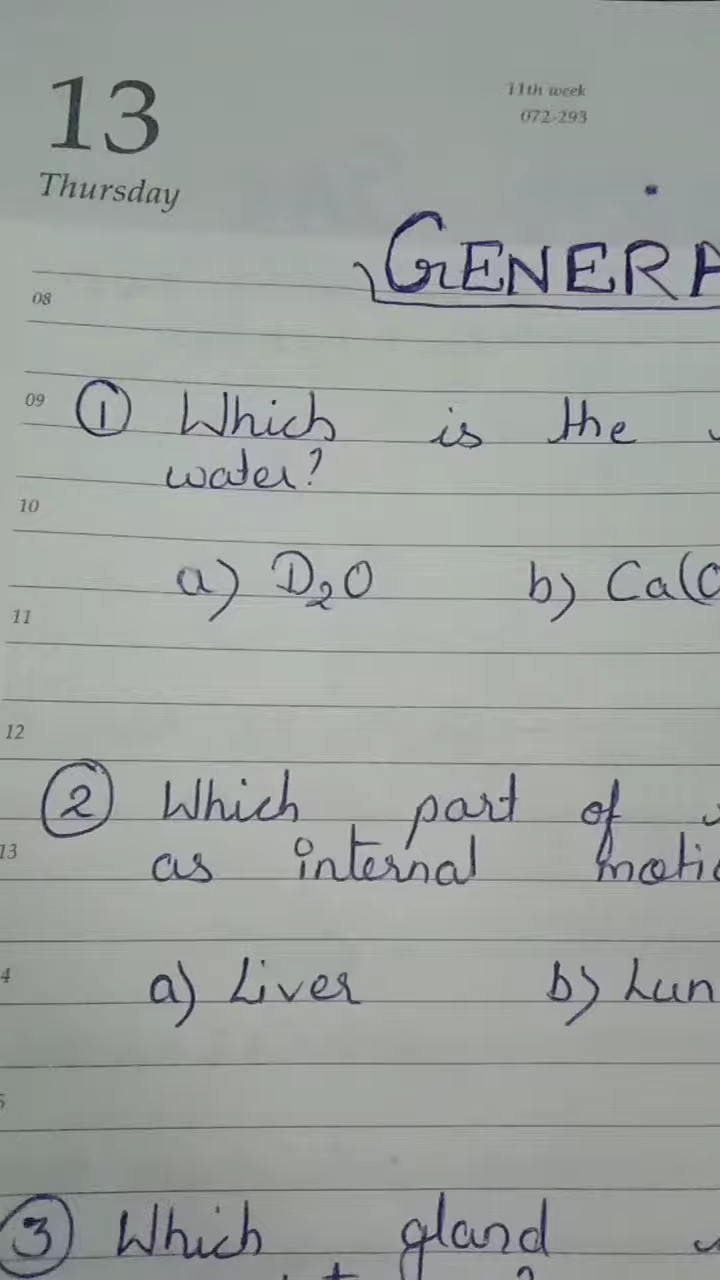 13
11th week
072-293
Thursday
GENERA
08
09
① Which is the
water?
10
a) D₂O b) Ca(
11
12
② Which part of
13
as internal
4
a) Liver b) Lun
③ Which gland